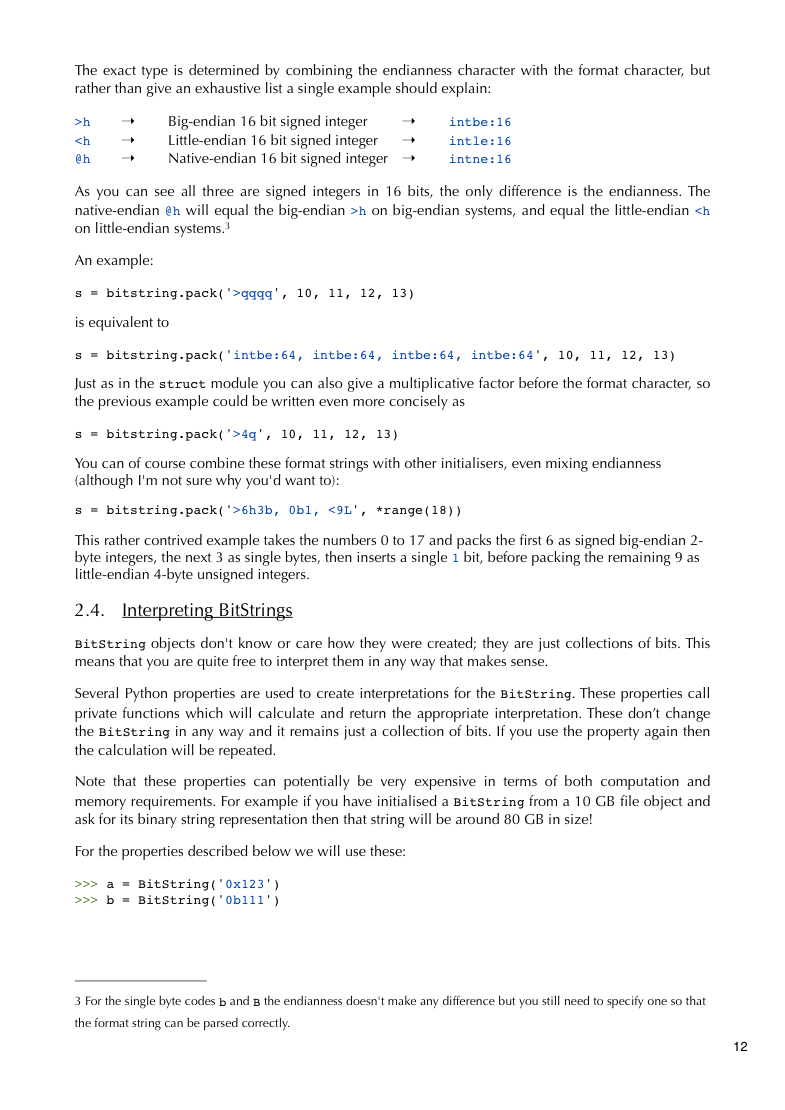 The exact type is determined by combining the endianness character with the format character, but
rather than give an exhaustive list a single example should explain:
>h → Big-endian 16 bit signed integer → intbe:16
<h → Little-endian 16 bit signed integer → intle:16
@h → Native-endian 16 bit signed integer → intne:16
As you can see all three are signed integers in 16 bits, the only difference is the endianness. The
native-endian @h will equal the big-endian >h on big-endian systems, and equal the little-endian <h
on little-endian systems.3
An example:
s = bitstring.pack('>qqqq', 10, 11, 12, 13)
is equivalent to
s = bitstring.pack('intbe:64, intbe:64, intbe:64, intbe:64', 10, 11, 12, 13)
Just as in the struct module you can also give a multiplicative factor before the format character, so
the previous example could be written even more concisely as
s = bitstring.pack('>4q', 10, 11, 12, 13)
You can of course combine these format strings with other initialisers, even mixing endianness
(although I'm not sure why you'd want to):
s = bitstring.pack('>6h3b, 0b1, <9L', *range(18))
This rather contrived example takes the numbers 0 to 17 and packs the first 6 as signed big-endian 2-
byte integers, the next 3 as single bytes, then inserts a single 1 bit, before packing the remaining 9 as
little-endian 4-byte unsigned integers.
2.4. Interpreting BitStrings
BitString objects don't know or care how they were created; they are just collections of bits. This
means that you are quite free to interpret them in any way that makes sense.
Several Python properties are used to create interpretations for the BitString. These properties call
private functions which will calculate and return the appropriate interpretation. These don’t change
the BitString in any way and it remains just a collection of bits. If you use the property again then
the calculation will be repeated.
Note that these properties can potentially be very expensive in terms of both computation and
memory requirements. For example if you have initialised a BitString from a 10 GB file object and
ask for its binary string representation then that string will be around 80 GB in size!
For the properties described below we will use these:
>>> a = BitString('0x123')
>>> b = BitString('0b111')
3 For the single byte codes b and B the endianness doesn't make any difference but you still need to specify one so that
the format string can be parsed correctly.
12